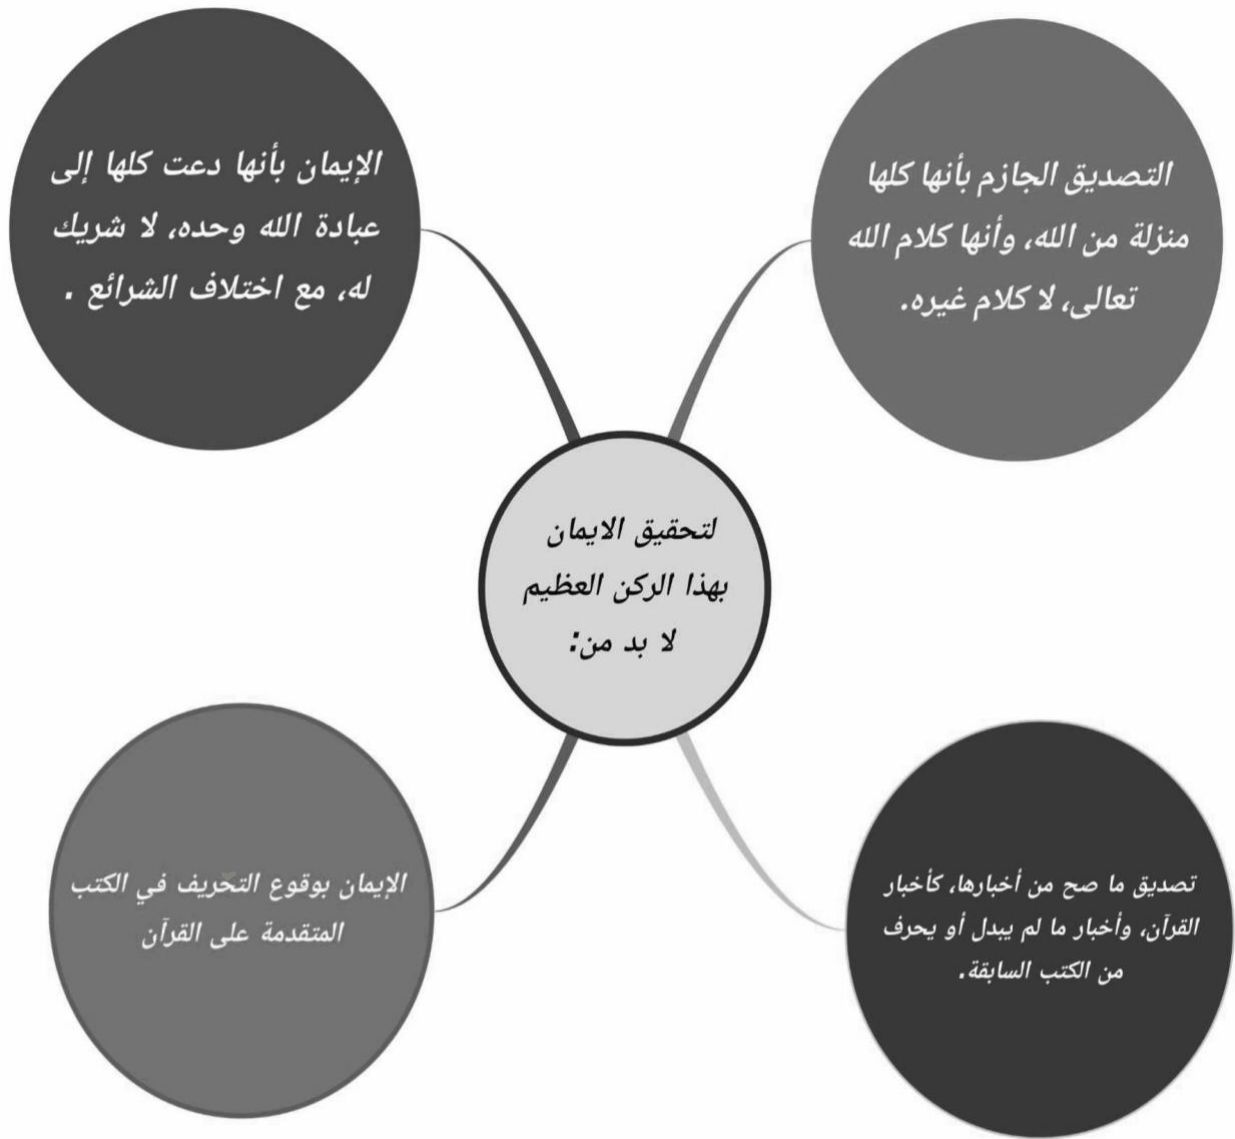 التصديق الجازم بأنها كلها
منزلة من الله، وأنها كلام الله
تعالى، لا كلام غيره.
الإيمان بأنها دعت كلها إلى
عبادة الله وحده، لا شريك
له، مع اختلاف الشرائع .
لتحقيق الايمان
بهذا الركن العظيم
لا بد من:
تصديق ما صح من أخبارها، كأخبار
القرآن، وأخبار ما لم يبدل أو يحرف
من الكتب السابقة.
الإيمان بوقوع التحريف في الكتب
المتقدمة على القرآن